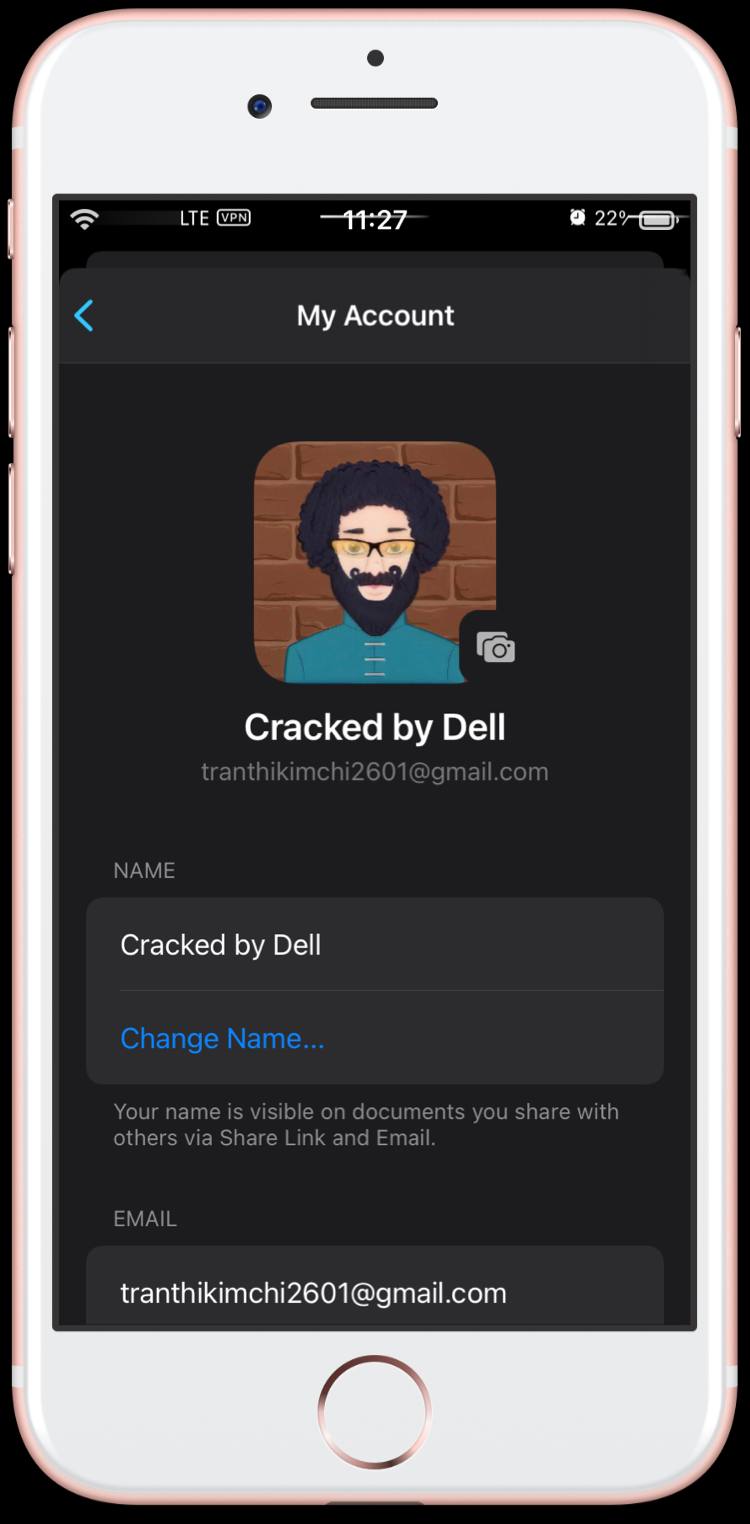 LTE VPN 11:27 22%
My Account
Cracked by Dell
tranthikimchi2601@gmail.com
NAME
Cracked by Dell
Change Name...
Your name is visible on documents you share with
others via Share Link and Email.
EMAIL
tranthikimchi2601@gmail.com